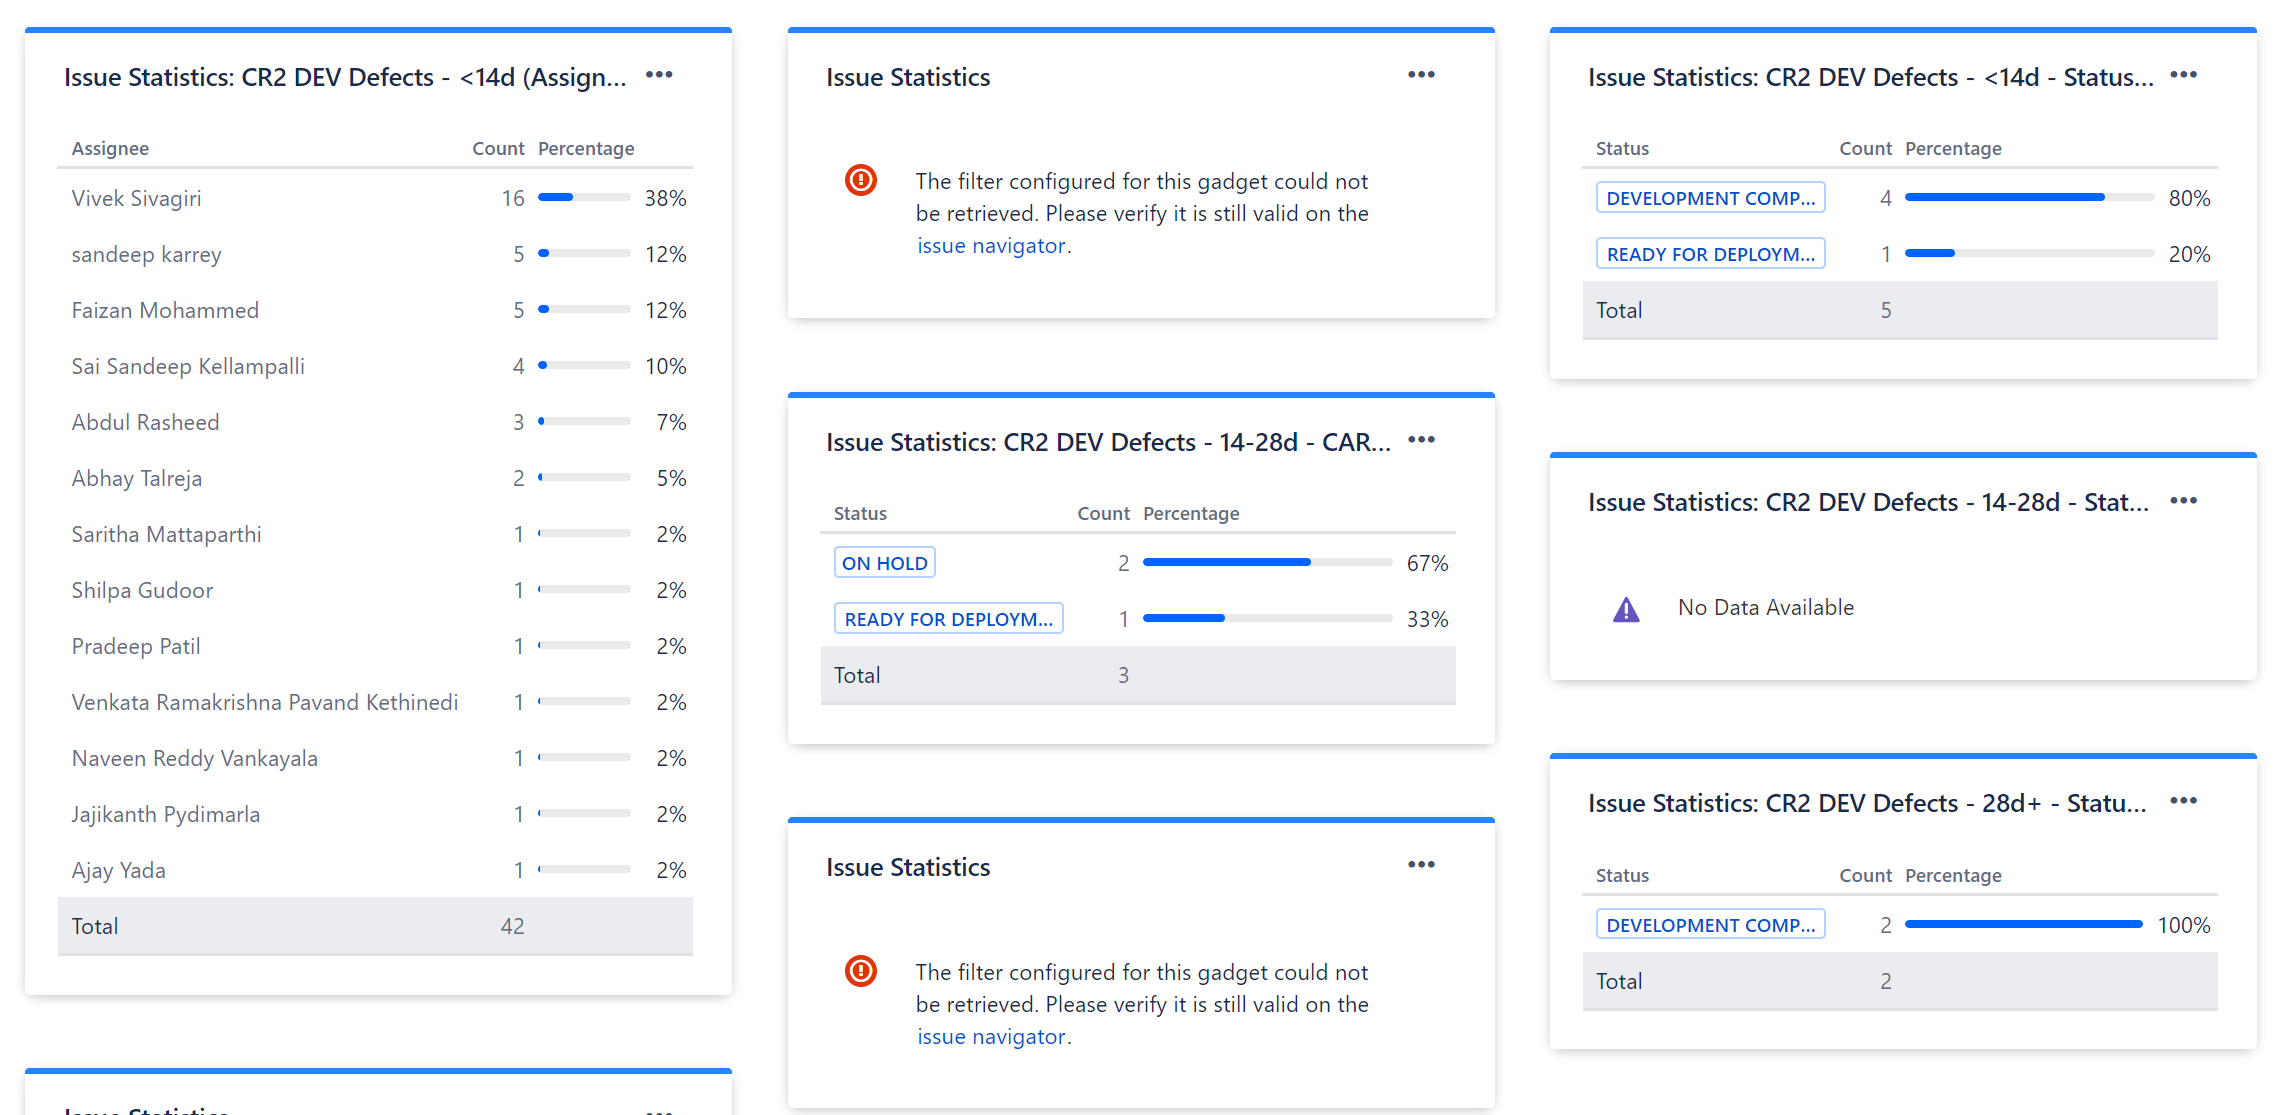 Issue Statistics: CR2 DEV Defects - <14d (Assign...
Assignee Count Percentage
Vivek Sivagiri 16 38%
sandeep karrey 5 12%
Faizan Mohammed 5 12%
Sai Sandeep Kellampalli 4 10%
Abdul Rasheed 3 7%
Abhay Talreja 2 5%
Saritha Mattaparthi 1 2%
Shilpa Gudoor 1 2%
Pradeep Patil 1 2%
Venkata Ramakrishna Pavand Kethinedi 1 2%
Naveen Reddy Vankayala 1 2%
Jajikanth Pydimarla 1 2%
Ajay Yada 1 2%
Total 42
Issue Statistics
Issue Statistics
The filter configured for this gadget could not
be retrieved. Please verify it is still valid on the
issue navigator.
Issue Statistics: CR2 DEV Defects - 14-28d - CAR...
Status Count Percentage
ON HOLD 2 67%
READY FOR DEPLOYM... 1 33%
Total 3
Issue Statistics
The filter configured for this gadget could not
be retrieved. Please verify it is still valid on the
issue navigator.
Issue Statistics: CR2 DEV Defects - <14d - Status...
Status Count Percentage
DEVELOPMENT COMP... 4 80%
READY FOR DEPLOYM... 1 20%
Total 5
Issue Statistics: CR2 DEV Defects - 14-28d - Stat...
No Data Available
Issue Statistics: CR2 DEV Defects - 28d+ - Statu...
Status Count Percentage
DEVELOPMENT COMP... 2 100%
Total 2